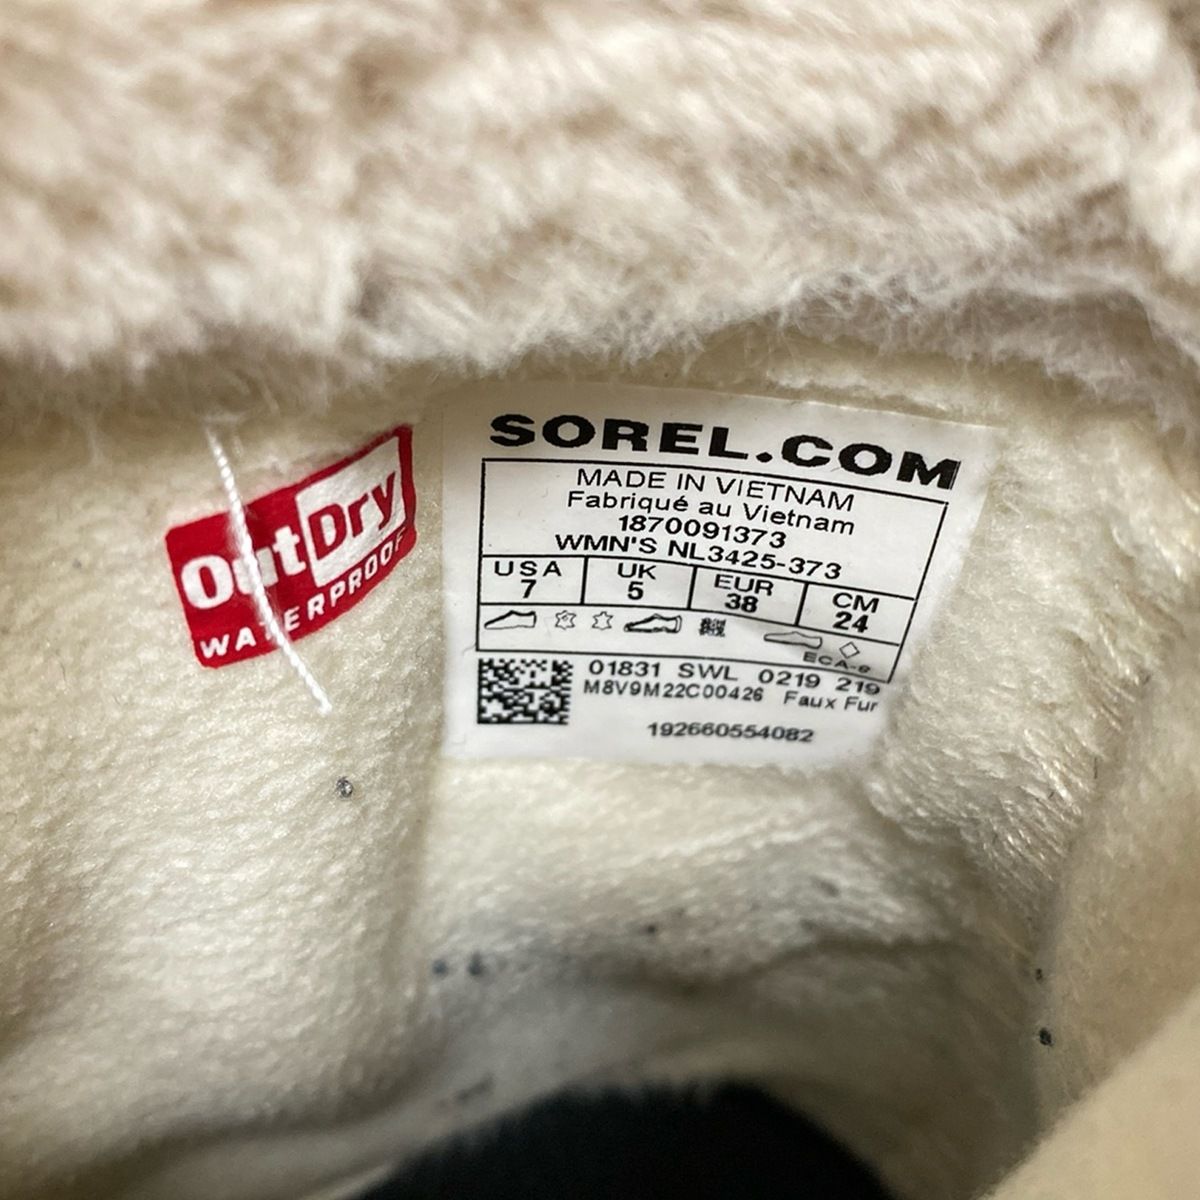 OutDry
WATERPROOF
SOREL.COM
MADE IN VIETNAM
Fabriqué au Vietnam
1870091373
WMN'S NL3425-373
USA UK EUR CM
7 5 38 24
ECA-e
01831 SWL 0219 219
M8V9M22C00426 Faux Fur
192660554082